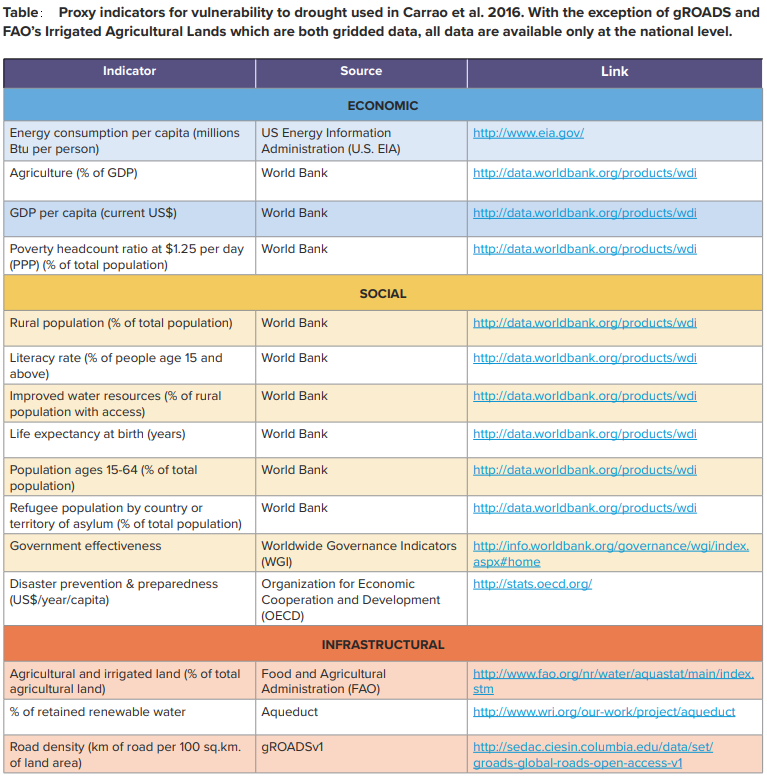 Table: Proxy indicators for vulnerability to drought used in Carrao et al. 2016. With the exception of gROADS and
FAO's Irrigated Agricultural Lands which are both gridded data, all data are available only at the national level.
Indicator Source Link
ECONOMIC
Energy consumption per capita (millions
Btu per person)
US Energy Information
Administration (U.S. EIA)
http://www.eia.gov/
Agriculture (% of GDP) World Bank http://data.worldbank.org/products/wdi
GDP per capita (current US$) World Bank http://data.worldbank.org/products/wdi
Poverty headcount ratio at $1.25 per day
(PPP) (% of total population)
World Bank http://data.worldbank.org/products/wdi
SOCIAL
Rural population (% of total population) World Bank http://data.worldbank.org/products/wdi
Literacy rate (% of people age 15 and
above)
World Bank http://data.worldbank.org/products/wdi
Improved water resources (% of rural
population with access)
World Bank http://data.worldbank.org/products/wdi
Life expectancy at birth (years) World Bank http://data.worldbank.org/products/wdi
Population ages 15-64 (% of total
population)
World Bank http://data.worldbank.org/products/wdi
Refugee population by country or
territory of asylum (% of total population)
World Bank http://data.worldbank.org/products/wdi
Government effectiveness
Worldwide Governance Indicators
(WGI)
http://info.worldbank.org/governance/wgi/index.
aspx#home
Disaster prevention & preparedness
(US$/year/capita)
Organization for Economic
Cooperation and Development
(OECD)
http://stats.oecd.org/
INFRASTRUCTURAL
Agricultural and irrigated land (% of total
agricultural land)
Food and Agricultural
Administration (FAO)
http://www.fao.org/nr/water/aquastat/main/index.
stm
% of retained renewable water Aqueduct http://www.wri.org/our-work/project/aqueduct
Road density (km of road per 100 sq.km.
of land area)
gROADSv1
http://sedac.ciesin.columbia.edu/data/set/
groads-global-roads-open-access-v1